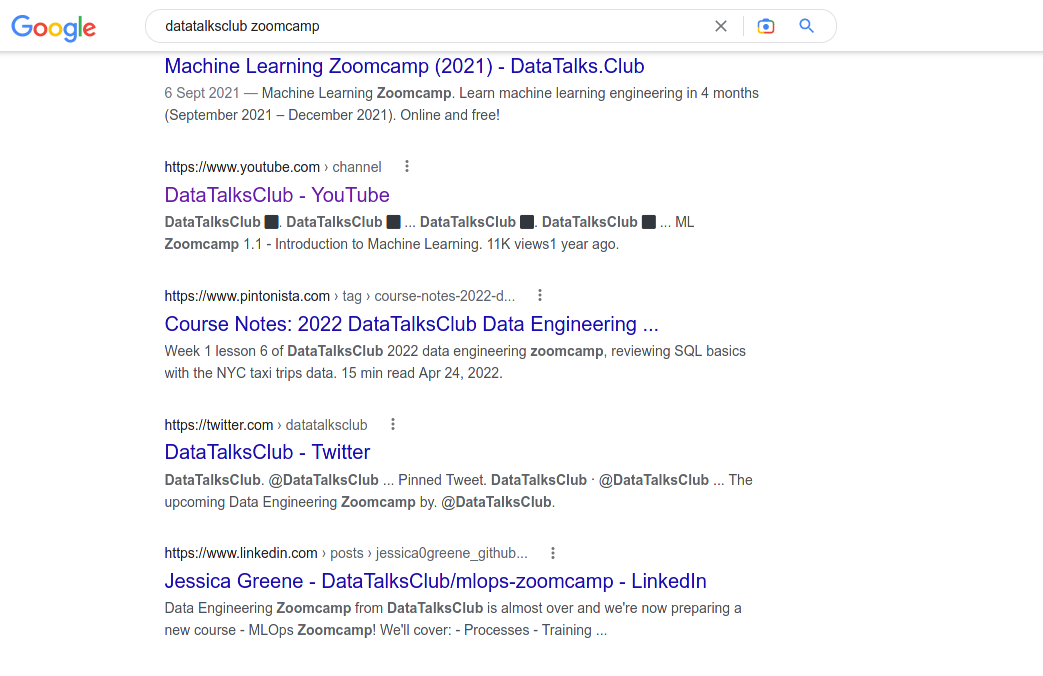 Google
datatalksclub zoomcamp
Machine Learning Zoomcamp (2021) - DataTalks.Club
6 Sept 2021 — Machine Learning Zoomcamp. Learn machine learning engineering in 4 months
(September 2021 – December 2021). Online and free!
https://www.youtube.com › channel
DataTalksClub - YouTube
DataTalksClub ⬛. DataTalksClub ⬛ ... DataTalksClub ⬛. DataTalksClub ⬛ ... ML
Zoomcamp 1.1 - Introduction to Machine Learning. 11K views1 year ago.
https://www.pintonista.com › tag › course-notes-2022-d...
Course Notes: 2022 DataTalksClub Data Engineering ...
Week 1 lesson 6 of DataTalksClub 2022 data engineering zoomcamp, reviewing SQL basics
with the NYC taxi trips data. 15 min read Apr 24, 2022.
https://twitter.com › datatalksclub
DataTalksClub - Twitter
DataTalksClub. @DataTalksClub ... Pinned Tweet. DataTalksClub · @DataTalksClub ... The
upcoming Data Engineering Zoomcamp by. @DataTalksClub.
https://www.linkedin.com › posts › jessica0greene_github...
Jessica Greene - DataTalksClub/mlops-zoomcamp - LinkedIn
Data Engineering Zoomcamp from DataTalksClub is almost over and we're now preparing a
new course - MLOps Zoomcamp! We'll cover: - Processes - Training ...